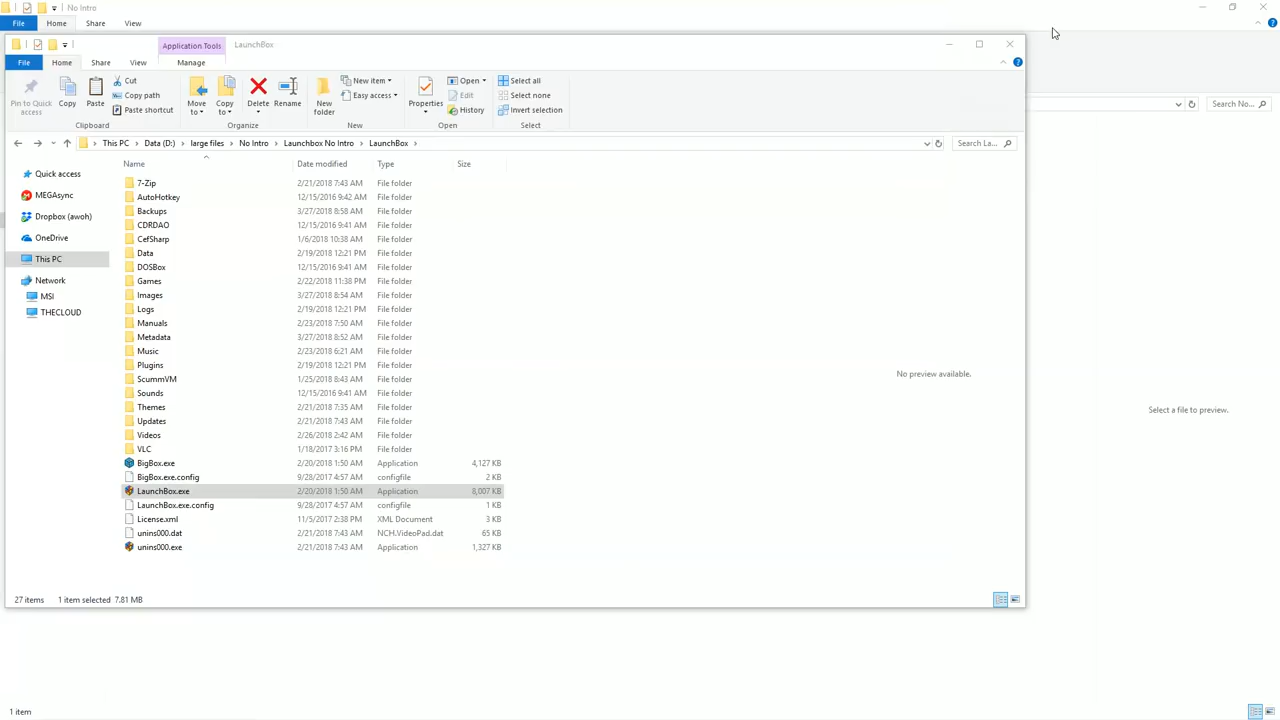 No Intro
File Home Share View
Application Tools LaunchBox
File Home Share View Manage
Pin to Quick access
Copy
Paste
Cut
Copy path
Paste shortcut
Clipboard
Move to
Copy to
Delete
Rename
Organize
New folder
New item
Easy access
New
Properties
Open
Edit
History
Open
Select all
Select none
Invert selection
Select
This PC Data (D:) large files No Intro Launchbox No Intro LaunchBox Search La...
Search No...
Quick access
MEGAsync
Dropbox (awoh)
OneDrive
This PC
Network
MSI
THECLOUD
Name Date modified Type Size
7-Zip 2/21/2018 7:43 AM File folder
AutoHotkey 12/15/2016 9:42 AM File folder
Backups 3/27/2018 8:58 AM File folder
CDRDAO 12/15/2016 9:41 AM File folder
CefSharp 1/6/2018 10:38 AM File folder
Data 2/19/2018 12:21 PM File folder
DOSBox 12/15/2016 9:41 AM File folder
Games 2/22/2018 11:38 PM File folder
Images 3/27/2018 8:54 AM File folder
Logs 2/19/2018 12:21 PM File folder
Manuals 2/23/2018 7:50 AM File folder
Metadata 3/27/2018 8:52 AM File folder
Music 2/23/2018 6:21 AM File folder
Plugins 2/19/2018 12:21 PM File folder
ScummVM 1/25/2018 8:43 AM File folder
Sounds 12/15/2016 9:41 AM File folder
Themes 2/21/2018 7:35 AM File folder
Updates 2/21/2018 7:43 AM File folder
Videos 2/26/2018 2:42 AM File folder
VLC 1/18/2017 3:16 PM File folder
BigBox.exe 2/20/2018 1:50 AM Application 4,127 KB
BigBox.exe.config 9/28/2017 4:57 AM configfile 2 KB
LaunchBox.exe 2/20/2018 1:50 AM Application 8,007 KB
LaunchBox.exe.config 9/28/2017 4:57 AM configfile 1 KB
License.xml 11/5/2017 2:38 PM XML Document 3 KB
unins000.dat 2/21/2018 7:43 AM NCH.VideoPad.dat 65 KB
unins000.exe 2/21/2018 7:43 AM Application 1,327 KB
No preview available.
Select a file to preview.
27 items 1 item selected 7.81 MB
1 item